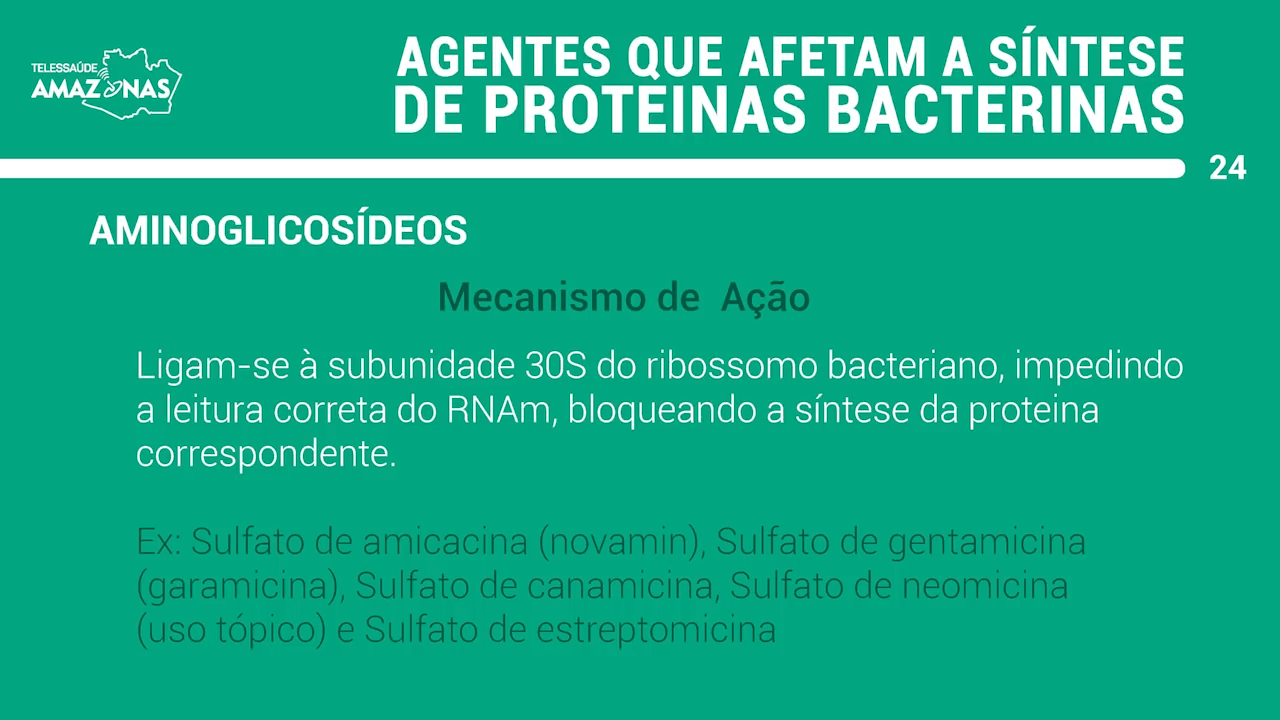 TELESSAÚDE
AMAZONAS
AGENTES QUE AFETAM A SÍNTESE
DE PROTEINAS BACTERINAS
24
AMINOGLICOSÍDEOS
Mecanismo de Ação
Ligam-se à subunidade 30S do ribossomo bacteriano, impedindo
a leitura correta do RNAm, bloqueando a síntese da proteina
correspondente.
Ex: Sulfato de amicacina (novamin), Sulfato de gentamicina
(garamicina), Sulfato de canamicina, Sulfato de neomicina
(uso tópico) e Sulfato de estreptomicina